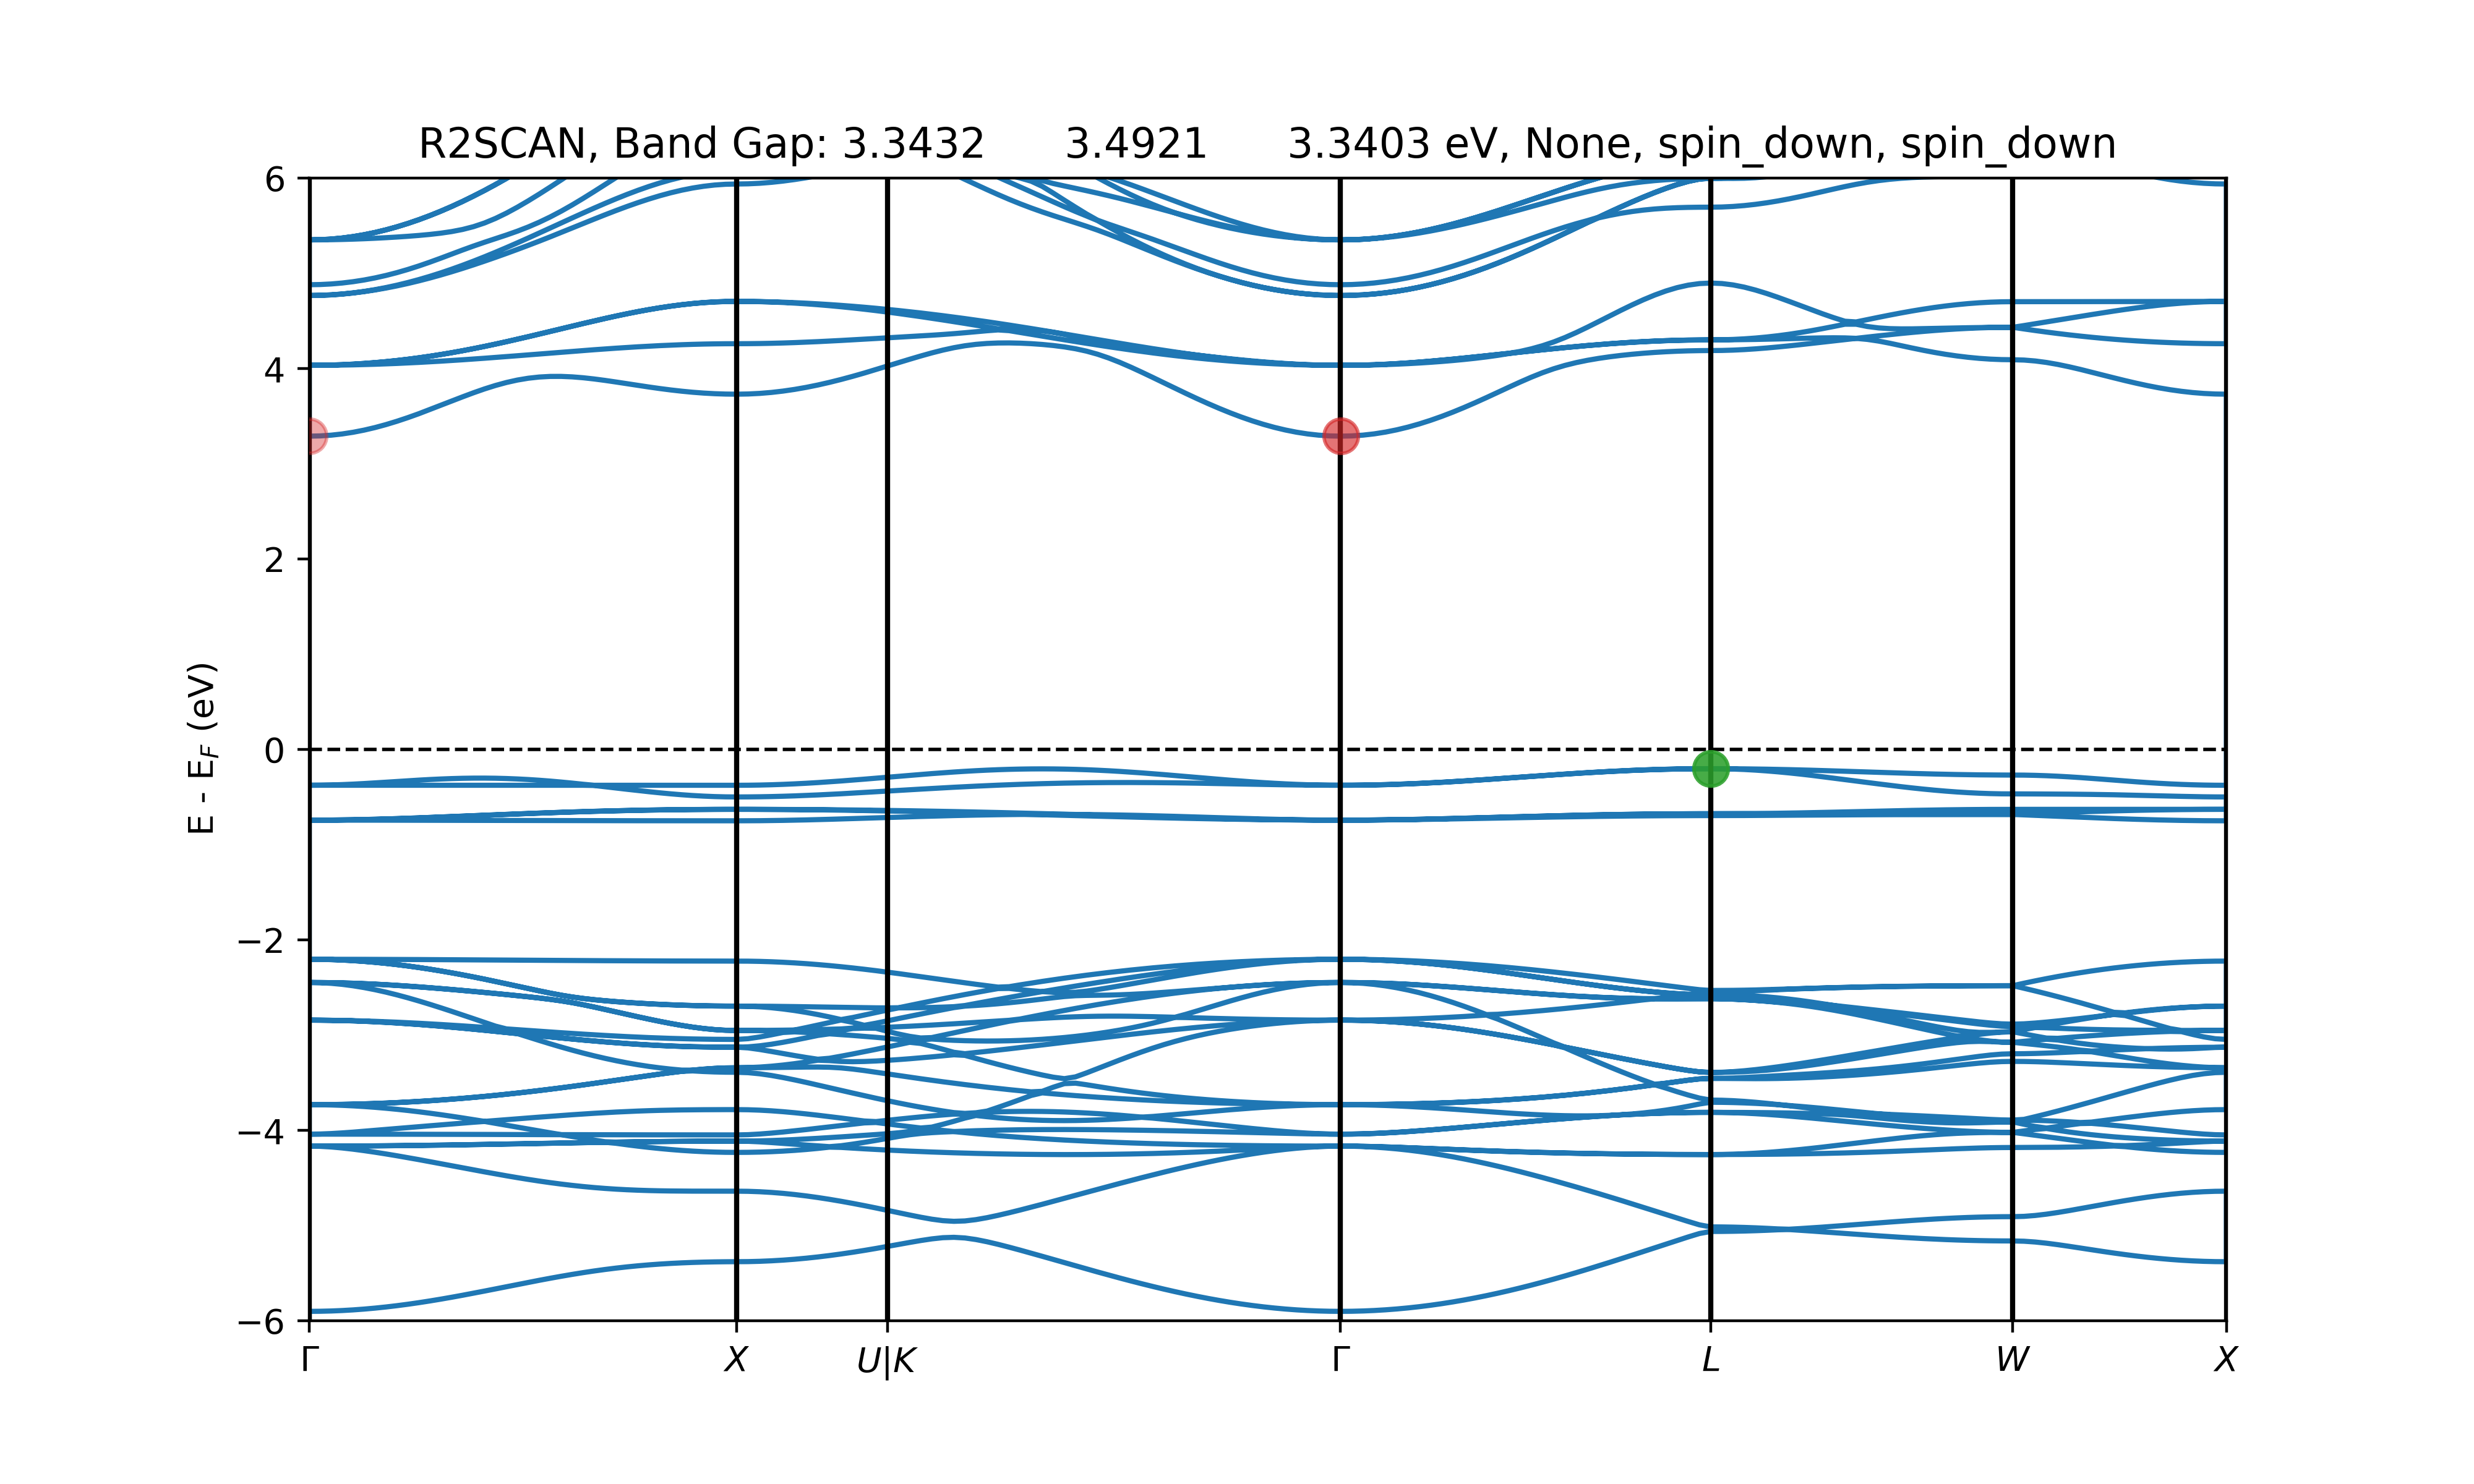 R2SCAN, Band Gap: 3.3432 3.4921 3.3403 eV, None, spin_down, spin_down
6
4
2
0
−2
−4
−6
E - E_F (eV)
Γ X U|K Γ L W X